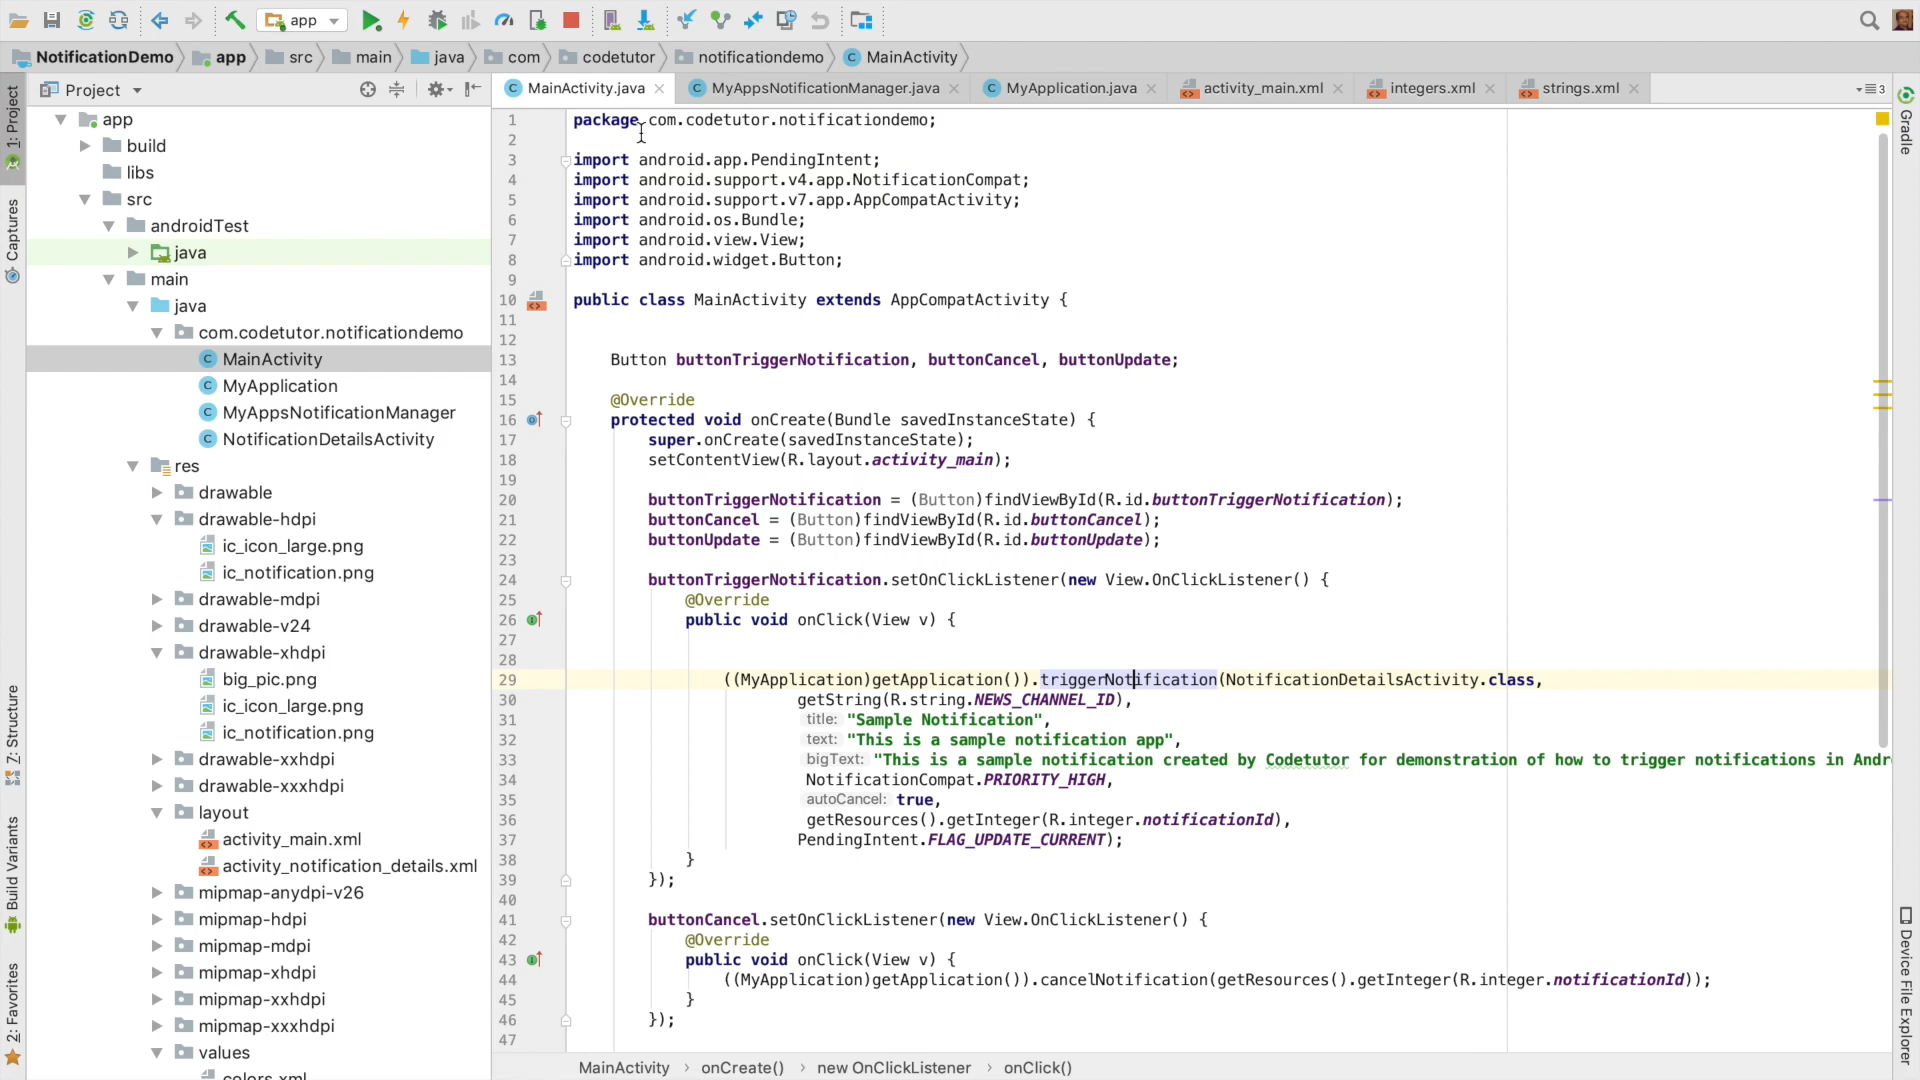 app
NotificationDemo app src main java com codetutor notificationdemo MainActivity
Project
MainActivity.java MyAppsNotificationManager.java MyApplication.java activity_main.xml integers.xml strings.xml 3
1: Project
Captures
7: Structure
Build Variants
2: Favorites
app
build
libs
src
androidTest
java
main
java
com.codetutor.notificationdemo
MainActivity
MyApplication
MyAppsNotificationManager
NotificationDetailsActivity
res
drawable
drawable-hdpi
ic_icon_large.png
ic_notification.png
drawable-mdpi
drawable-v24
drawable-xhdpi
big_pic.png
ic_icon_large.png
ic_notification.png
drawable-xxhdpi
drawable-xxxhdpi
layout
activity_main.xml
activity_notification_details.xml
mipmap-anydpi-v26
mipmap-hdpi
mipmap-mdpi
mipmap-xhdpi
mipmap-xxhdpi
mipmap-xxxhdpi
values
colors.xml
1 package com.codetutor.notificationdemo;
2
3 import android.app.PendingIntent;
4 import android.support.v4.app.NotificationCompat;
5 import android.support.v7.app.AppCompatActivity;
6 import android.os.Bundle;
7 import android.view.View;
8 import android.widget.Button;
9
10 public class MainActivity extends AppCompatActivity {
11
12
13 Button buttonTriggerNotification, buttonCancel, buttonUpdate;
14
15 @Override
16 protected void onCreate(Bundle savedInstanceState) {
17 super.onCreate(savedInstanceState);
18 setContentView(R.layout.activity_main);
19
20 buttonTriggerNotification = (Button)findViewById(R.id.buttonTriggerNotification);
21 buttonCancel = (Button)findViewById(R.id.buttonCancel);
22 buttonUpdate = (Button)findViewById(R.id.buttonUpdate);
23
24 buttonTriggerNotification.setOnClickListener(new View.OnClickListener() {
25 @Override
26 public void onClick(View v) {
27
28
29 ((MyApplication)getApplication()).triggerNotification(NotificationDetailsActivity.class,
30 getString(R.string.NEWS_CHANNEL_ID),
31 title: "Sample Notification",
32 text: "This is a sample notification app",
33 bigText: "This is a sample notification created by Codetutor for demonstration of how to trigger notifications in Andr
34 NotificationCompat.PRIORITY_HIGH,
35 autoCancel: true,
36 getResources().getInteger(R.integer.notificationId),
37 PendingIntent.FLAG_UPDATE_CURRENT);
38 }
39 });
40
41 buttonCancel.setOnClickListener(new View.OnClickListener() {
42 @Override
43 public void onClick(View v) {
44 ((MyApplication)getApplication()).cancelNotification(getResources().getInteger(R.integer.notificationId));
45 }
46 });
47
MainActivity › onCreate() › new OnClickListener › onClick()
Gradle
Device File Explorer